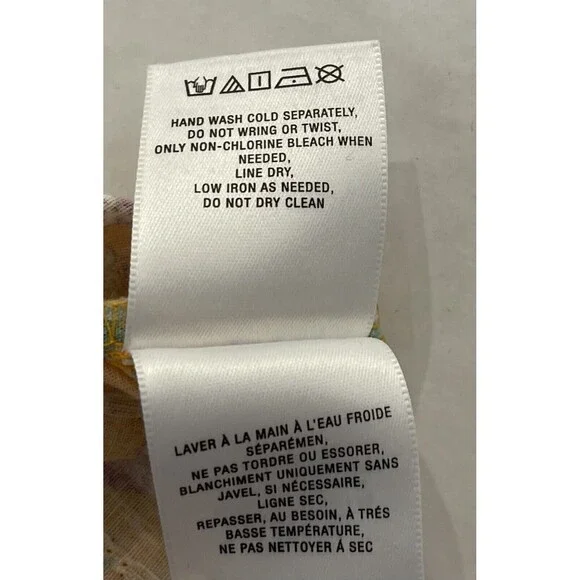 HAND WASH COLD SEPARATELY,
DO NOT WRING OR TWIST,
ONLY NON-CHLORINE BLEACH WHEN
NEEDED,
LINE DRY,
LOW IRON AS NEEDED,
DO NOT DRY CLEAN
LAVER À LA MAIN À L'EAU FROIDE
SÉPARÉMEN,
NE PAS TORDRE OU ESSORER,
BLANCHIMENT UNIQUEMENT SANS
JAVEL, SI NÉCESSAIRE,
LIGNE SEC,
REPASSER, AU BESOIN, À TRÉS
BASSE TEMPÉRATURE,
NE PAS NETTOYER Á SEC